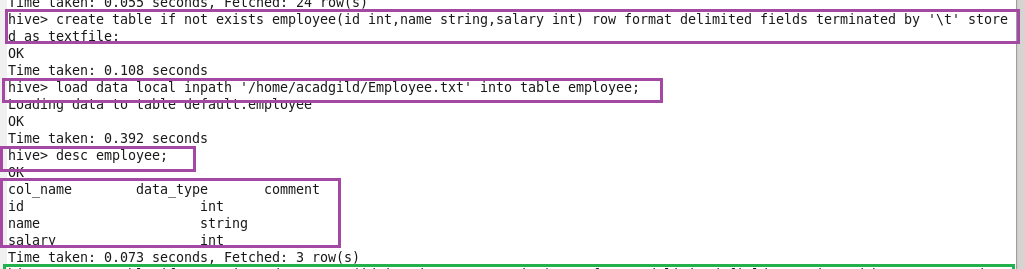 Time taken: 0.055 seconds, Fetched: 24 row(s)
hive> create table if not exists employee(id int,name string,salary int) row format delimited fields terminated by '\t' store
d as textfile;
OK
Time taken: 0.108 seconds
hive> load data local inpath '/home/acadgild/Employee.txt' into table employee;
Loading data to table default.employee
OK
Time taken: 0.392 seconds
hive> desc employee;
OK
col_name data_type comment
id int
name string
salary int
Time taken: 0.073 seconds, Fetched: 3 row(s)